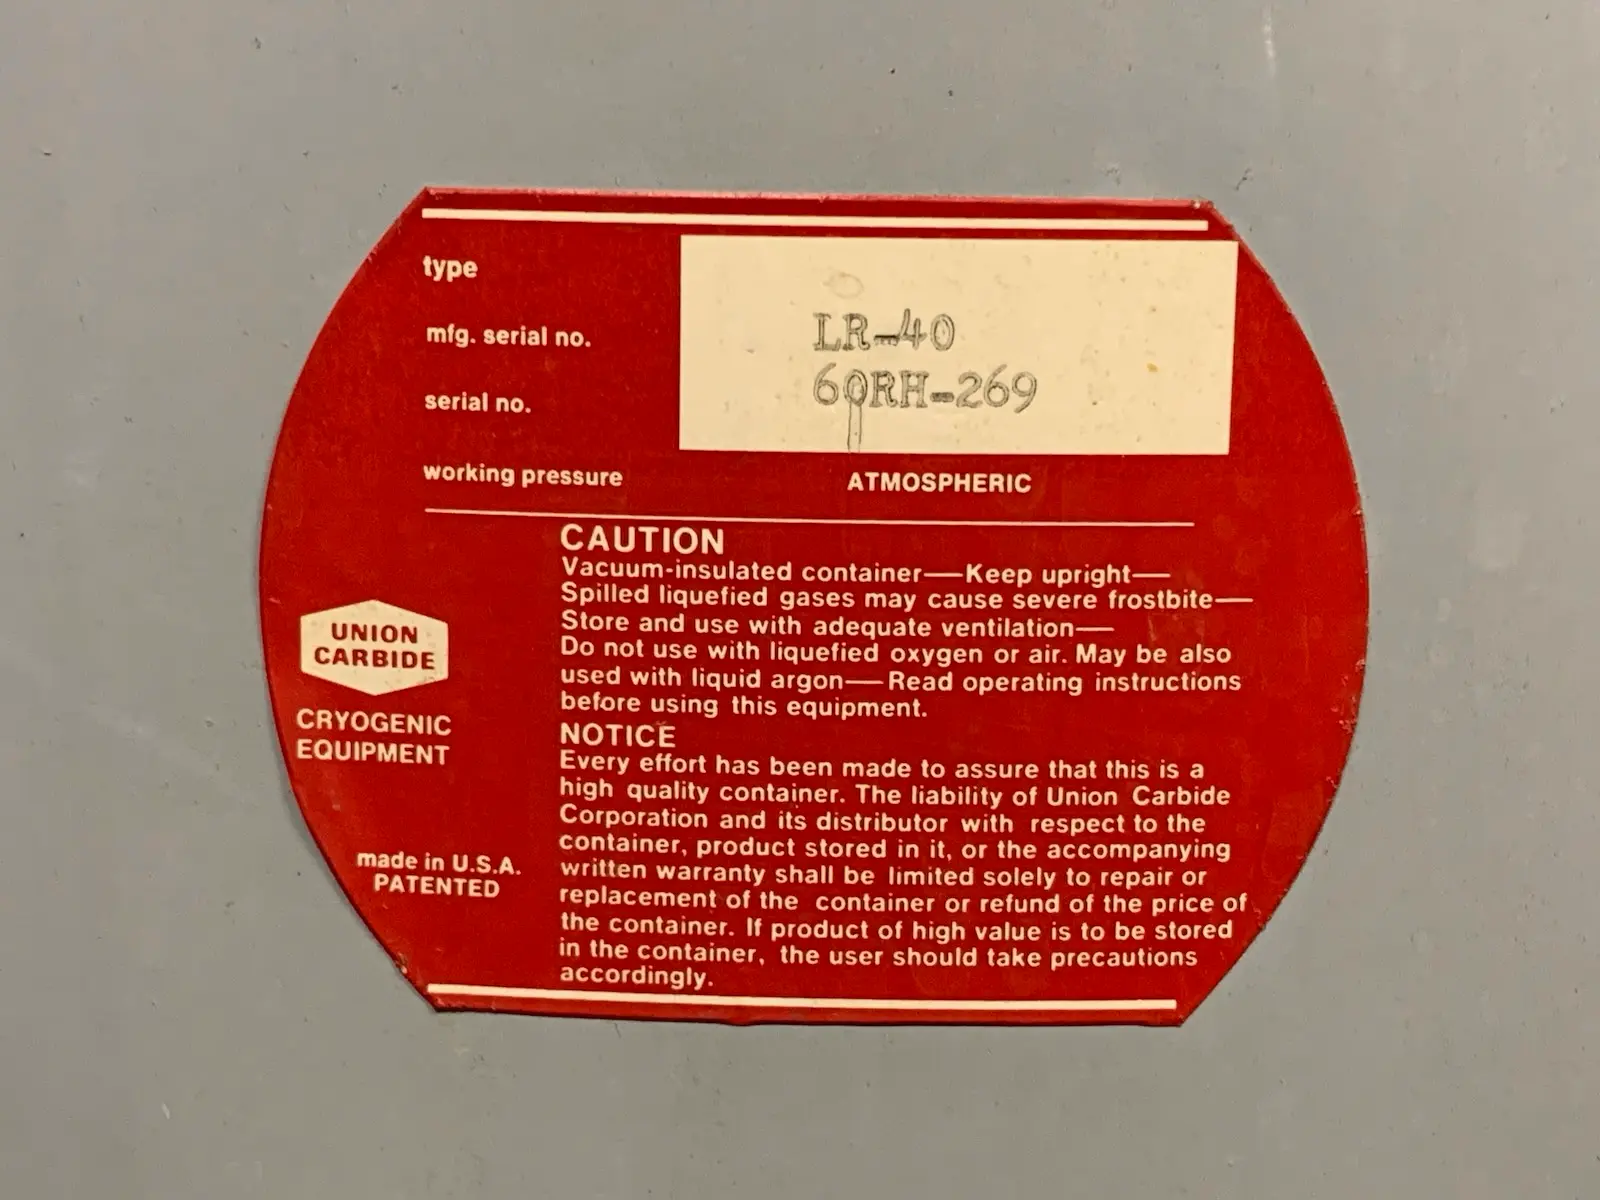 type
LR-40
mfg. serial no.
60RH-269
serial no.
working pressure ATMOSPHERIC
CAUTION
Vacuum-insulated container—Keep upright—
Spilled liquefied gases may cause severe frostbite—
Store and use with adequate ventilation—
Do not use with liquefied oxygen or air. May be also
used with liquid argon—Read operating instructions
before using this equipment.
NOTICE
Every effort has been made to assure that this is a
high quality container. The liability of Union Carbide
Corporation and its distributor with respect to the
container, product stored in it, or the accompanying
written warranty shall be limited solely to repair or
replacement of the container or refund of the price of
the container. If product of high value is to be stored
in the container, the user should take precautions
accordingly.
UNION
CARBIDE
CRYOGENIC
EQUIPMENT
made in U.S.A.
PATENTED